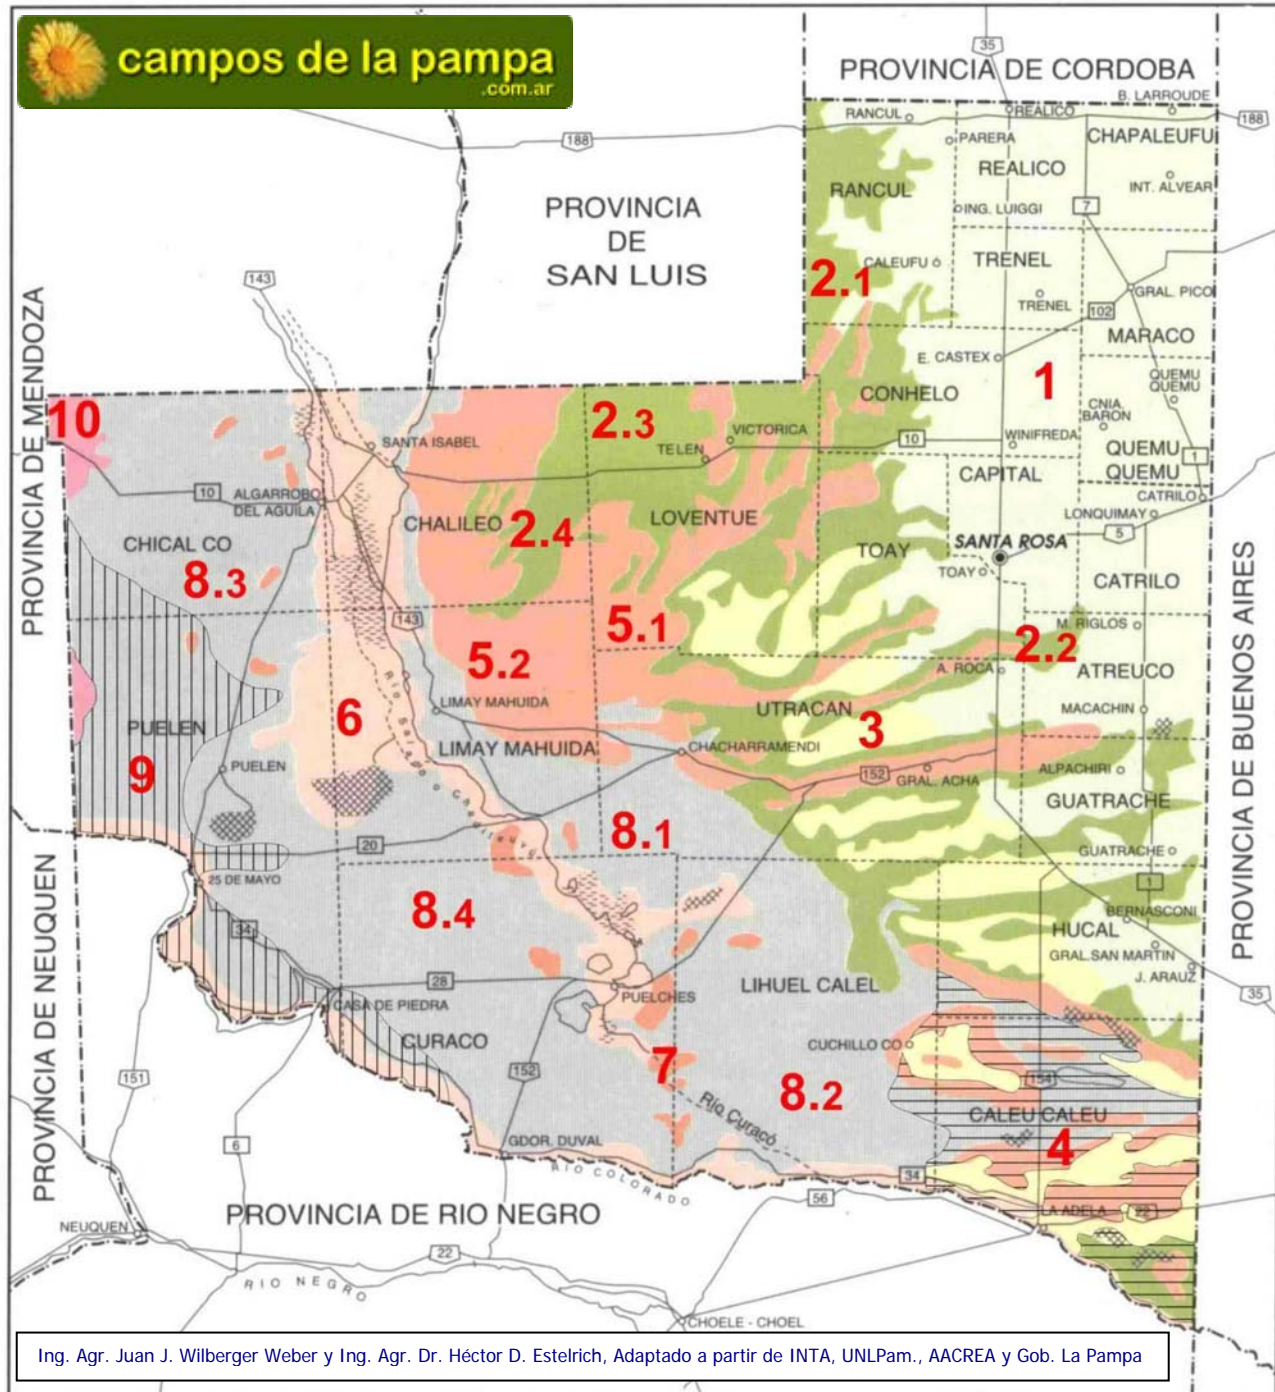 campos de la pampa
.com.ar
35
PROVINCIA DE CORDOBA
B. LARROUDE
RANCUL
REALICO
188
188
PARERA
CHAPALEUFU
REALICO
RANCUL
INT. ALVEAR
PROVINCIA
DE
SAN LUIS
ING. LUIGGI
7
CALEUFU
TRENEL
2.1
143
TRENEL
GRAL. PICO
102
MARACO
PROVINCIA DE MENDOZA
E. CASTEX
1
QUEMU
QUEMU
CONHELO
CNIA.
BARON
10
2.3
VICTORICA
SANTA ISABEL
TELEN
10
WINIFREDA
QUEMU
QUEMU
1
CAPITAL
10
ALGARROBO
DEL AGUILA
CATRILO
LONQUIMAY
CHALILEO
2.4
LOVENTUE
5
CHICAL CO
TOAY
SANTA ROSA
TOAY
8.3
CATRILO
PROVINCIA DE BUENOS AIRES
143
5.1
M. RIGLOS
2.2
5.2
A. ROCA
ATREUCO
LIMAY MAHUIDA
UTRACAN
MACACHIN
PUELEN
6
3
Rio Salado o Chadileuvu
LIMAY MAHUIDA
CHACHARRAMENDI
9
PUELEN
152
GRAL. ACHA
ALPACHIRI
GUATRACHE
8.1
20
GUATRACHE
PROVINCIA DE NEUQUEN
25 DE MAYO
1
8.4
BERNASCONI
34
HUCAL
GRAL. SAN MARTIN
J. ARAUZ
28
LIHUEL CALEL
PUELCHES
35
CASA DE PIEDRA
CURACO
CUCHILLO CO
7
151
152
154
8.2
Río Curacó
CALEU CALEU
6
GDOR. DUVAL
4
RIO COLORADO
34
56
PROVINCIA DE RIO NEGRO
LA ADELA
22
NEUQUEN
22
RIO NEGRO
CHOELE - CHOEL
Ing. Agr. Juan J. Wilberger Weber y Ing. Agr. Dr. Héctor D. Estelrich, Adaptado a partir de INTA, UNLPam., AACREA y Gob. La Pampa